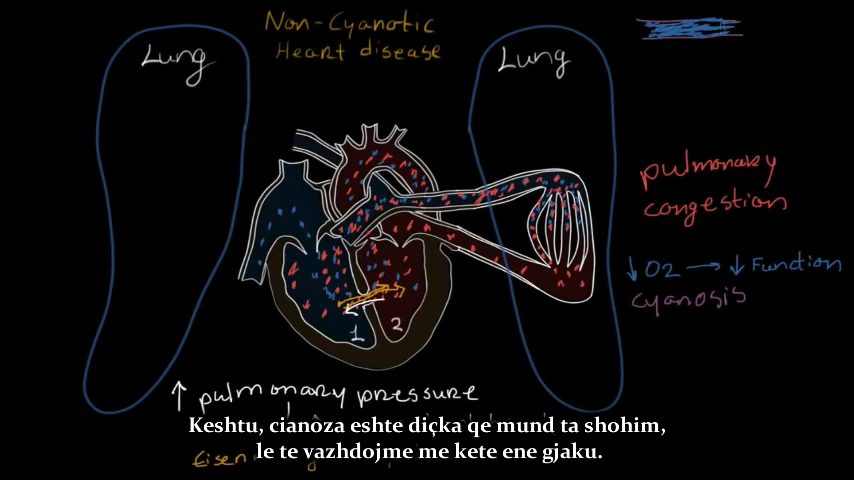 Non-Cyanotic
Heart disease
Lung
Lung
pulmonary
congestion
↓ O2 → ↓ Function
cyanosis
1
2
↑ pulmonary pressure
Keshtu, cianoza eshte diçka qe mund ta shohim,
le te vazhdojme me kete ene gjaku.
Eisen